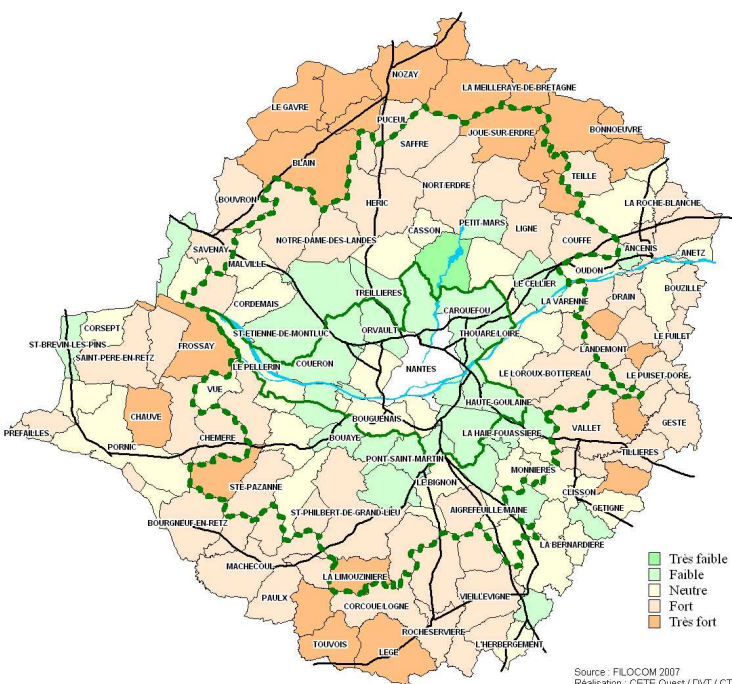 NOZAY
LA MEILLERAYE-DE-BRETAGNE
LE GAVRE
PUCEUL
JOUE-SUR-ERDRE
BONNOEUVRE
SAFFRE
BLAIN
TEILLE
NORT/ERDRE
BOUVRON
HERIC
LA ROCHE-BLANCHE
PETIT-MARS
LIGNE
CASSON
NOTRE-DAME-DES-LANDES
COUFFE
SAVENAY
ANCENIS
ANETZ
MALVILLE
OUDON
LE CELLIER
BOUZILLE
TREILLIERES
DRAIN
LA VARENNE
CORDEMAIS
CARQUEFOU
CORSEPT
ST-ETIENNE-DE-MONTLUC
ORVAULT
THOUARE/LOIRE
LE FUILET
ST-BREVIN-LES-PINS
FROSSAY
LANDEMONT
SAINT-PERE-EN-RETZ
COUERON
LE PELLERIN
NANTES
LE LOROUX-BOTTEREAU
LE PUISET-DORE
VUE
HAUTE-GOULAINE
CHAUVE
BOUGUENAIS
GESTE
PREFAILLES
VALLET
CHEMERE
BOUAYE
LA HAIE-FOUASSIERE
PORNIC
TILLIERES
PONT-SAINT-MARTIN
MONNIERES
STE-PAZANNE
LE BIGNON
CLISSON
GETIGNE
ST-PHILBERT-DE-GRAND-LIEU
AIGREFEUILLE/MAINE
BOURGNEUF-EN-RETZ
LA BERNARDIERE
MACHECOUL
LA LIMOUZINIERE
PAULX
VIEILLEVIGNE
CORCOUE/LOGNE
ROCHESERVIERE
TOUVOIS
LEGE
L'HERBERGEMENT
Très faible
Faible
Neutre
Fort
Très fort
Source : FILOCOM 2007
Réalisation : CETE Ouest / DVT / CT